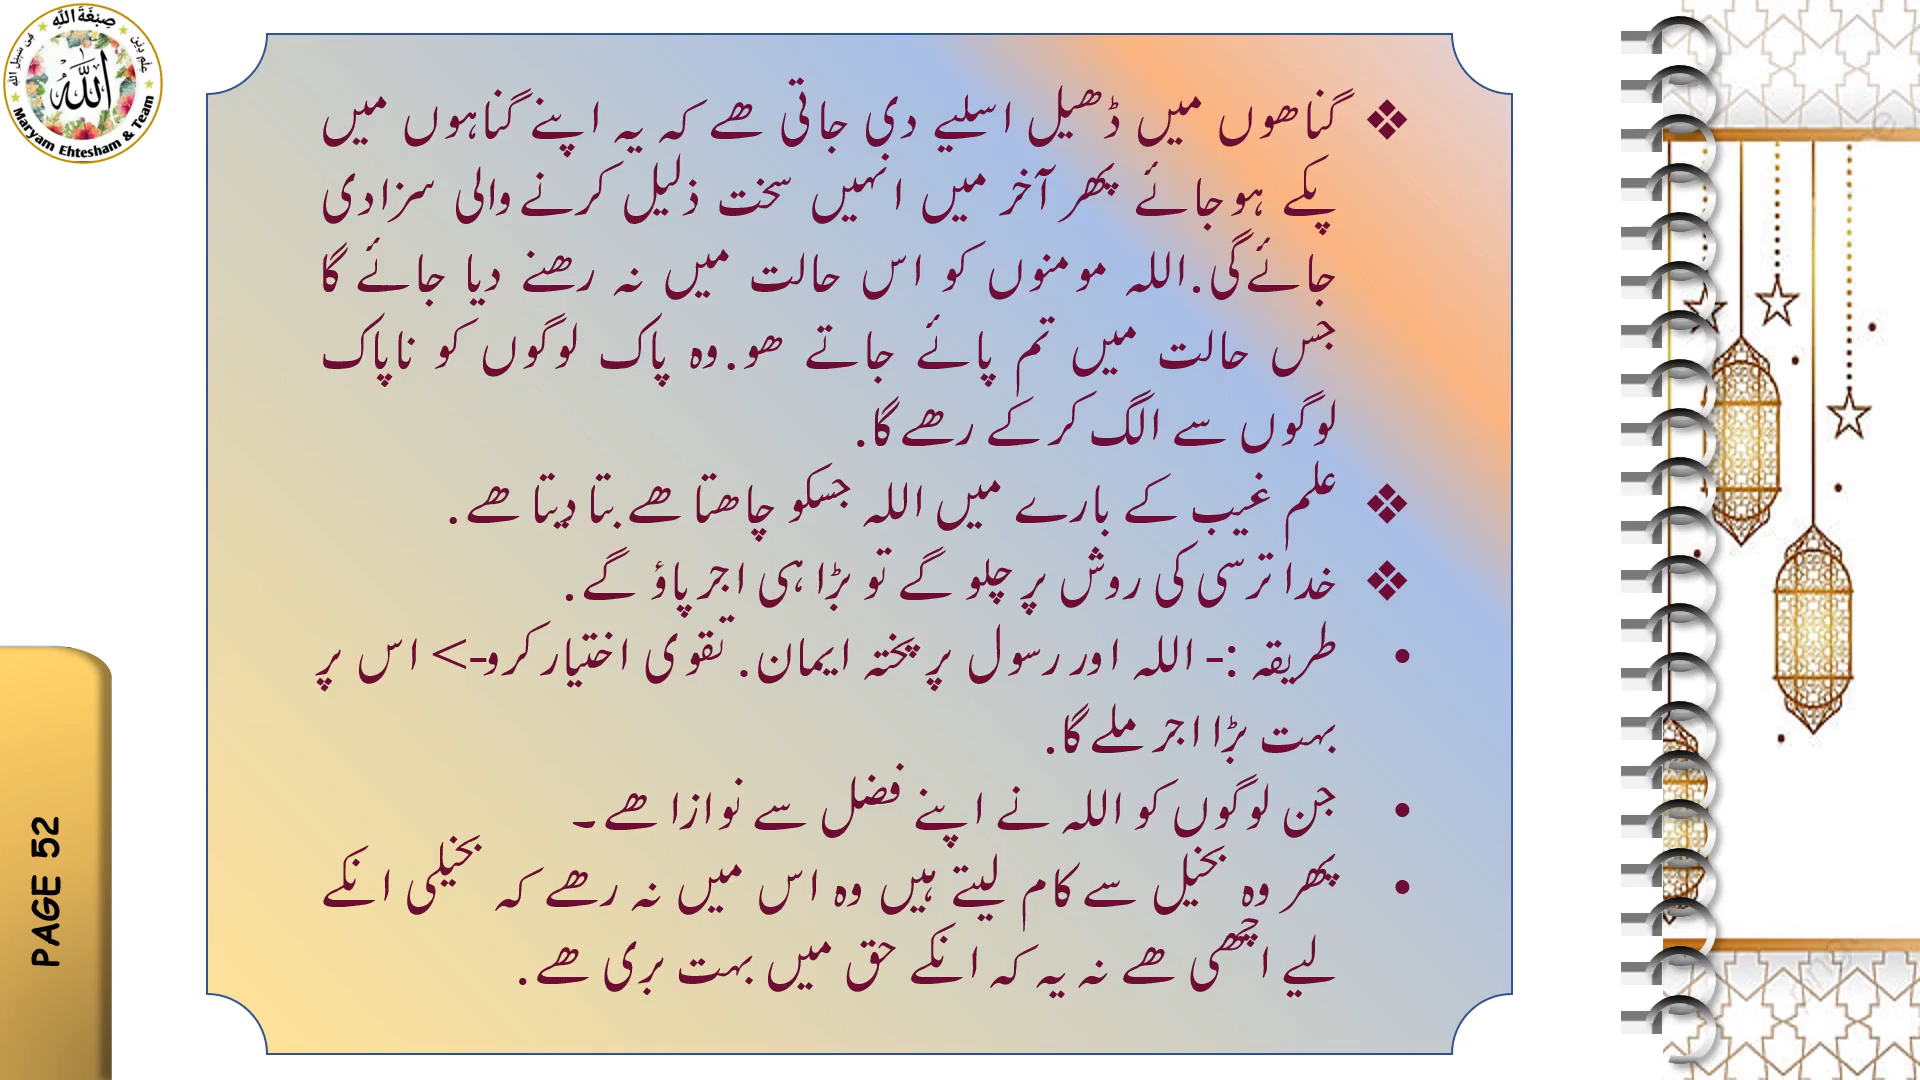 صِبْغَةَ اللّٰهِ
فِی سَبِیْلِ اللّٰه
عِلْمِ دِیْن
اَللّٰه
Maryam Ehtesham & Team
❖ گناھوں میں ڈھیل اسلیے دی جاتی ھے کہ یہ اپنے گناہوں میں
پکے ہو جائے پھر آخر میں انہیں سخت ذلیل کرنے والی سزا دی
جائے گی.اللہ مومنوں کو اس حالت میں نہ رھنے دیا جائے گا
جس حالت میں تم پائے جاتے ھو.وہ پاک لوگوں کو ناپاک
لوگوں سے الگ کر کے رھے گا.
❖ علم غیب کے بارے میں اللہ جسکو چاھتا ھے بتا دیتا ھے.
❖ خدا ترسی کی روش پر چلو گے تو بڑا ہی اجر پاؤ گے.
• طریقہ :- اللہ اور رسول پر پختہ ایمان. تقوی اختیار کرو-> اس پر
بہت بڑا اجر ملے گا.
• جن لوگوں کو اللہ نے اپنے فضل سے نوازا ھے۔
• پھر وہ بخیل سے کام لیتے ہیں وہ اس میں نہ رھے کہ بخیلی انکے
لیے اچھی ھے نہ یہ کہ انکے حق میں بہت بری ھے.
PAGE 52